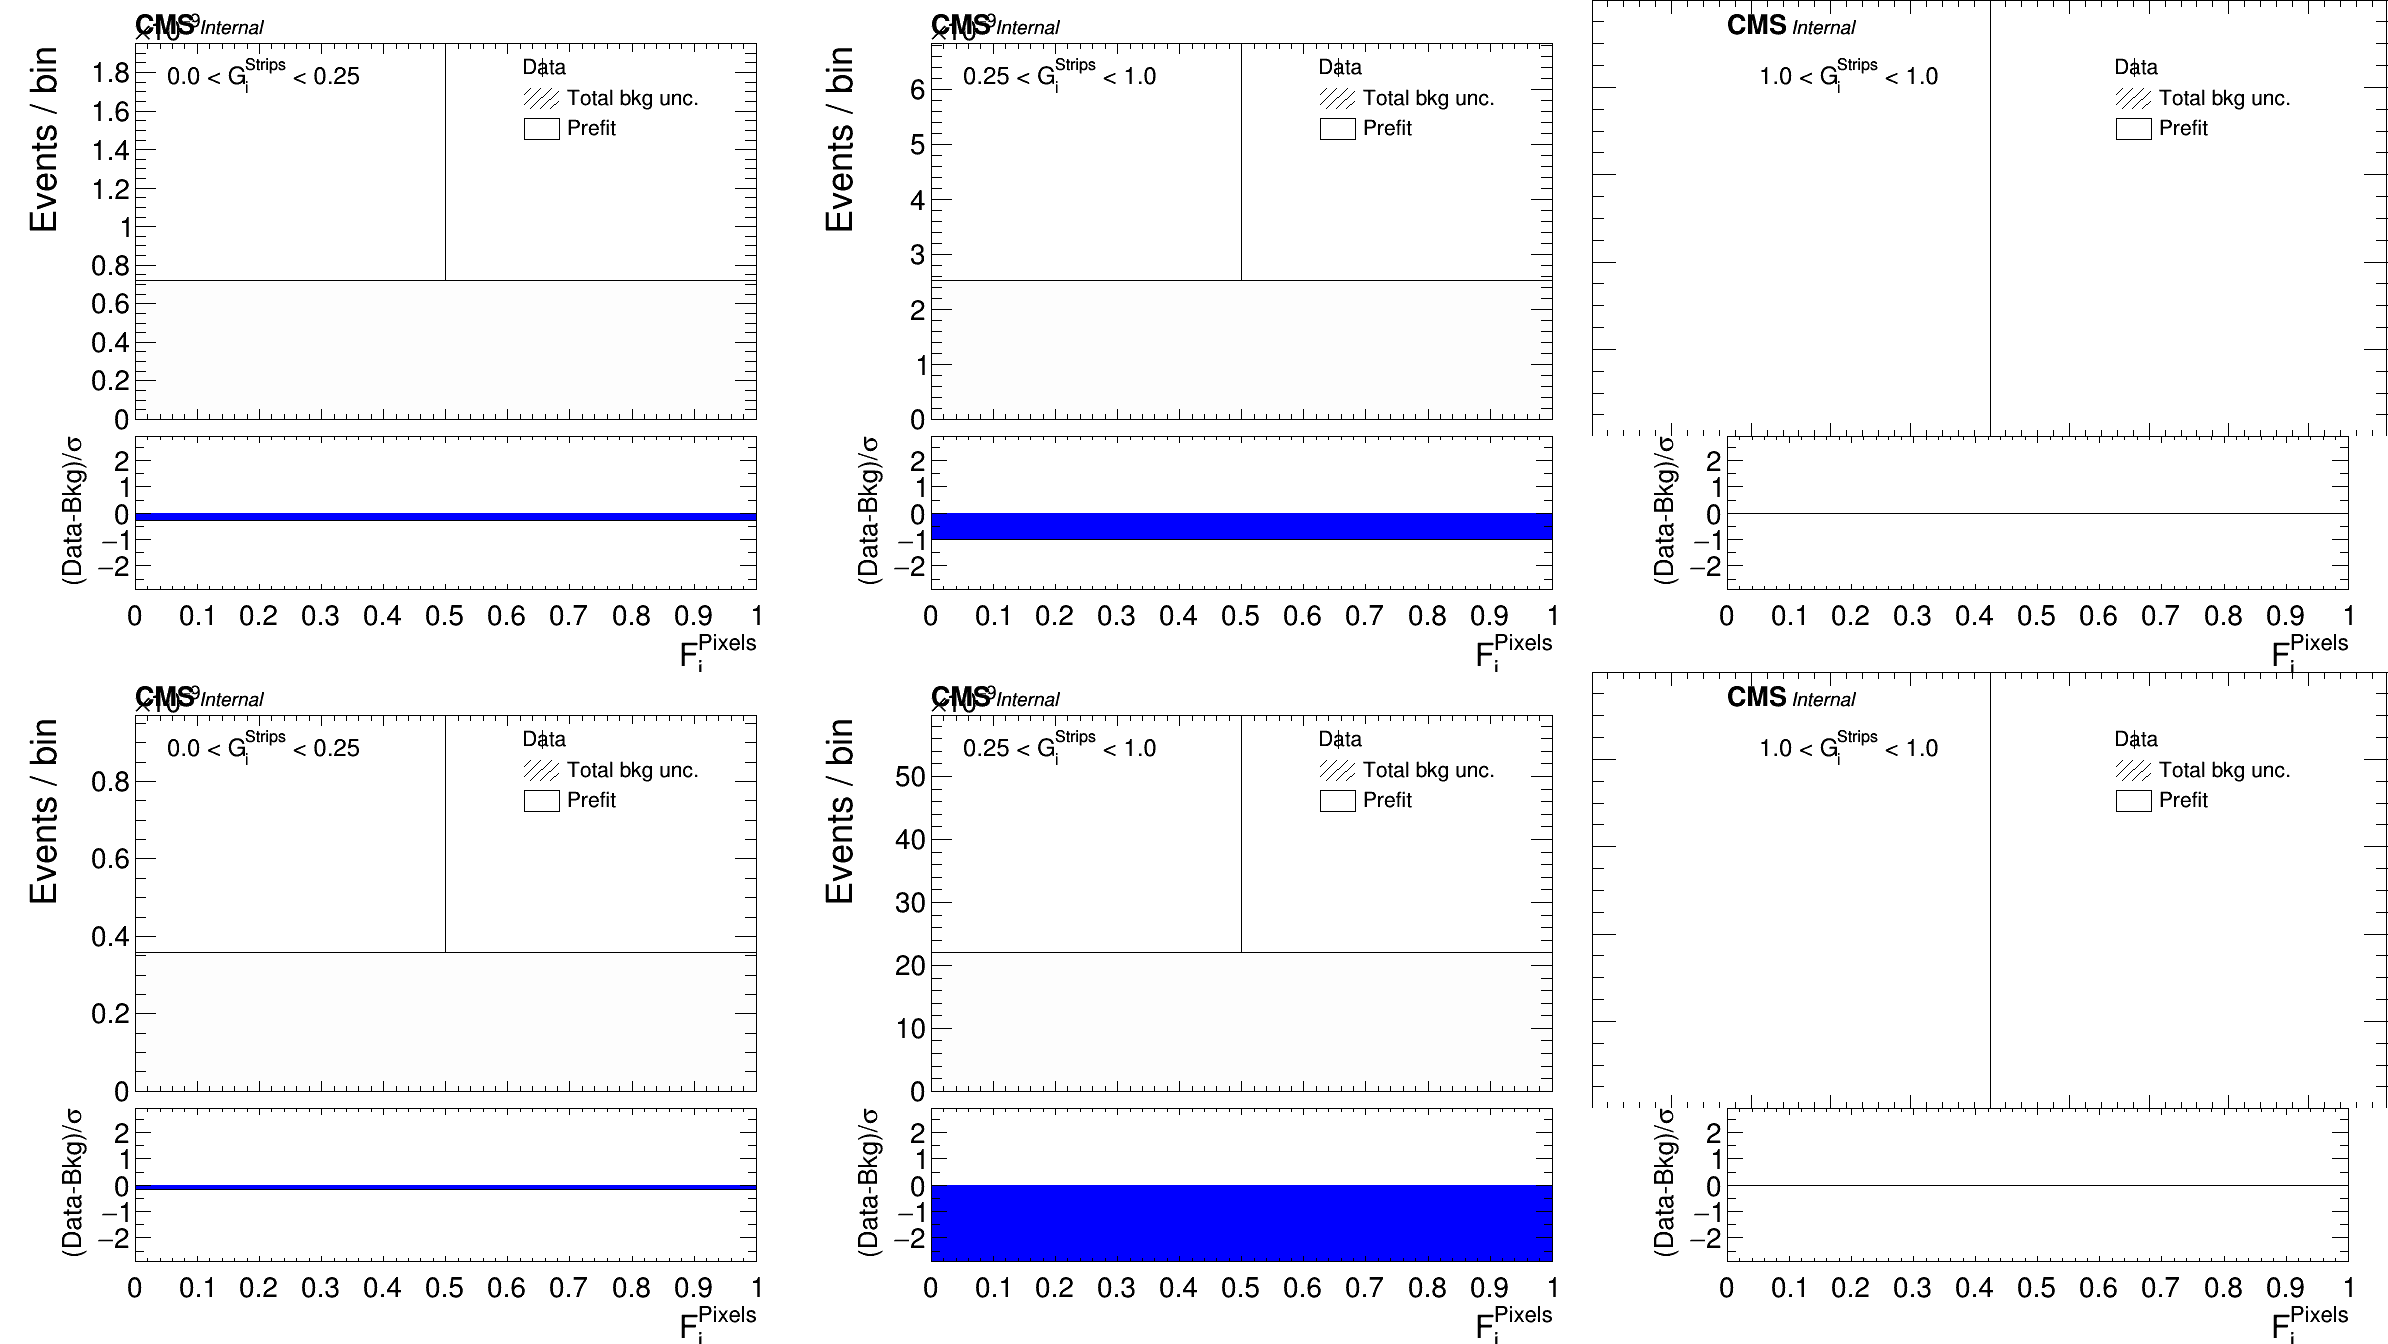 CMS Internal
×10⁻⁹
Events / bin
0.0 < G_i^Strips < 0.25
Data
Total bkg unc.
Prefit
1.8
1.6
1.4
1.2
1
0.8
0.6
0.4
0.2
0
(Data-Bkg)/σ
2
1
0
−1
−2
0 0.1 0.2 0.3 0.4 0.5 0.6 0.7 0.8 0.9 1
F_i^Pixels
CMS Internal
×10⁻⁹
Events / bin
0.25 < G_i^Strips < 1.0
Data
Total bkg unc.
Prefit
6
5
4
3
2
1
0
(Data-Bkg)/σ
2
1
0
−1
−2
0 0.1 0.2 0.3 0.4 0.5 0.6 0.7 0.8 0.9 1
F_i^Pixels
CMS Internal
1.0 < G_i^Strips < 1.0
Data
Total bkg unc.
Prefit
(Data-Bkg)/σ
2
1
0
−1
−2
0 0.1 0.2 0.3 0.4 0.5 0.6 0.7 0.8 0.9 1
F_i^Pixels
CMS Internal
×10⁻⁹
Events / bin
0.0 < G_i^Strips < 0.25
Data
Total bkg unc.
Prefit
0.8
0.6
0.4
0.2
0
(Data-Bkg)/σ
2
1
0
−1
−2
0 0.1 0.2 0.3 0.4 0.5 0.6 0.7 0.8 0.9 1
F_i^Pixels
CMS Internal
×10⁻⁹
Events / bin
0.25 < G_i^Strips < 1.0
Data
Total bkg unc.
Prefit
50
40
30
20
10
0
(Data-Bkg)/σ
2
1
0
−1
−2
0 0.1 0.2 0.3 0.4 0.5 0.6 0.7 0.8 0.9 1
F_i^Pixels
CMS Internal
1.0 < G_i^Strips < 1.0
Data
Total bkg unc.
Prefit
(Data-Bkg)/σ
2
1
0
−1
−2
0 0.1 0.2 0.3 0.4 0.5 0.6 0.7 0.8 0.9 1
F_i^Pixels